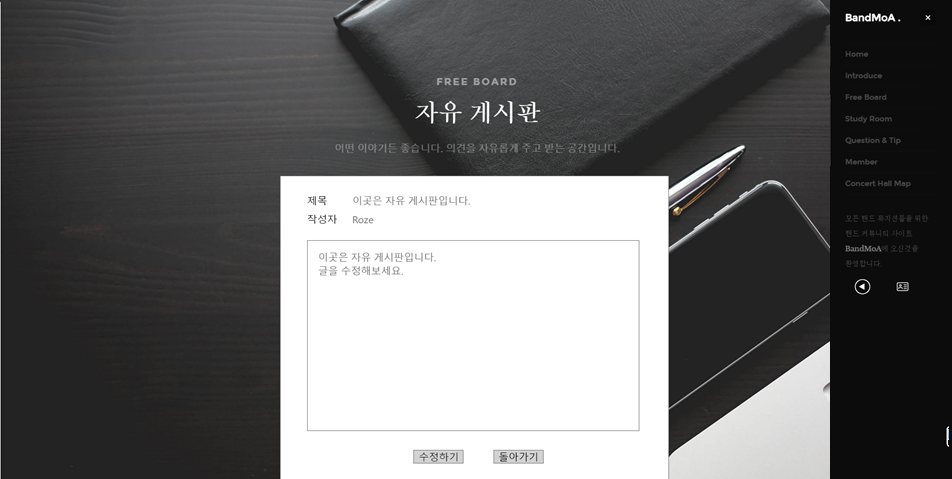 FREE BOARD
자유 게시판
어떤 이야기든 좋습니다. 의견을 자유롭게 주고 받는 공간입니다.
제목 이곳은 자유 게시판입니다.
작성자 Roze
이곳은 자유 게시판입니다.
글을 수정해보세요.
수정하기 돌아가기
BandMoA .
Home
Introduce
Free Board
Study Room
Question & Tip
Member
Concert Hall Map
모든 밴드 뮤지션들을 위한
밴드 커뮤니티 사이트
BandMoA에 오신것을
환영합니다.